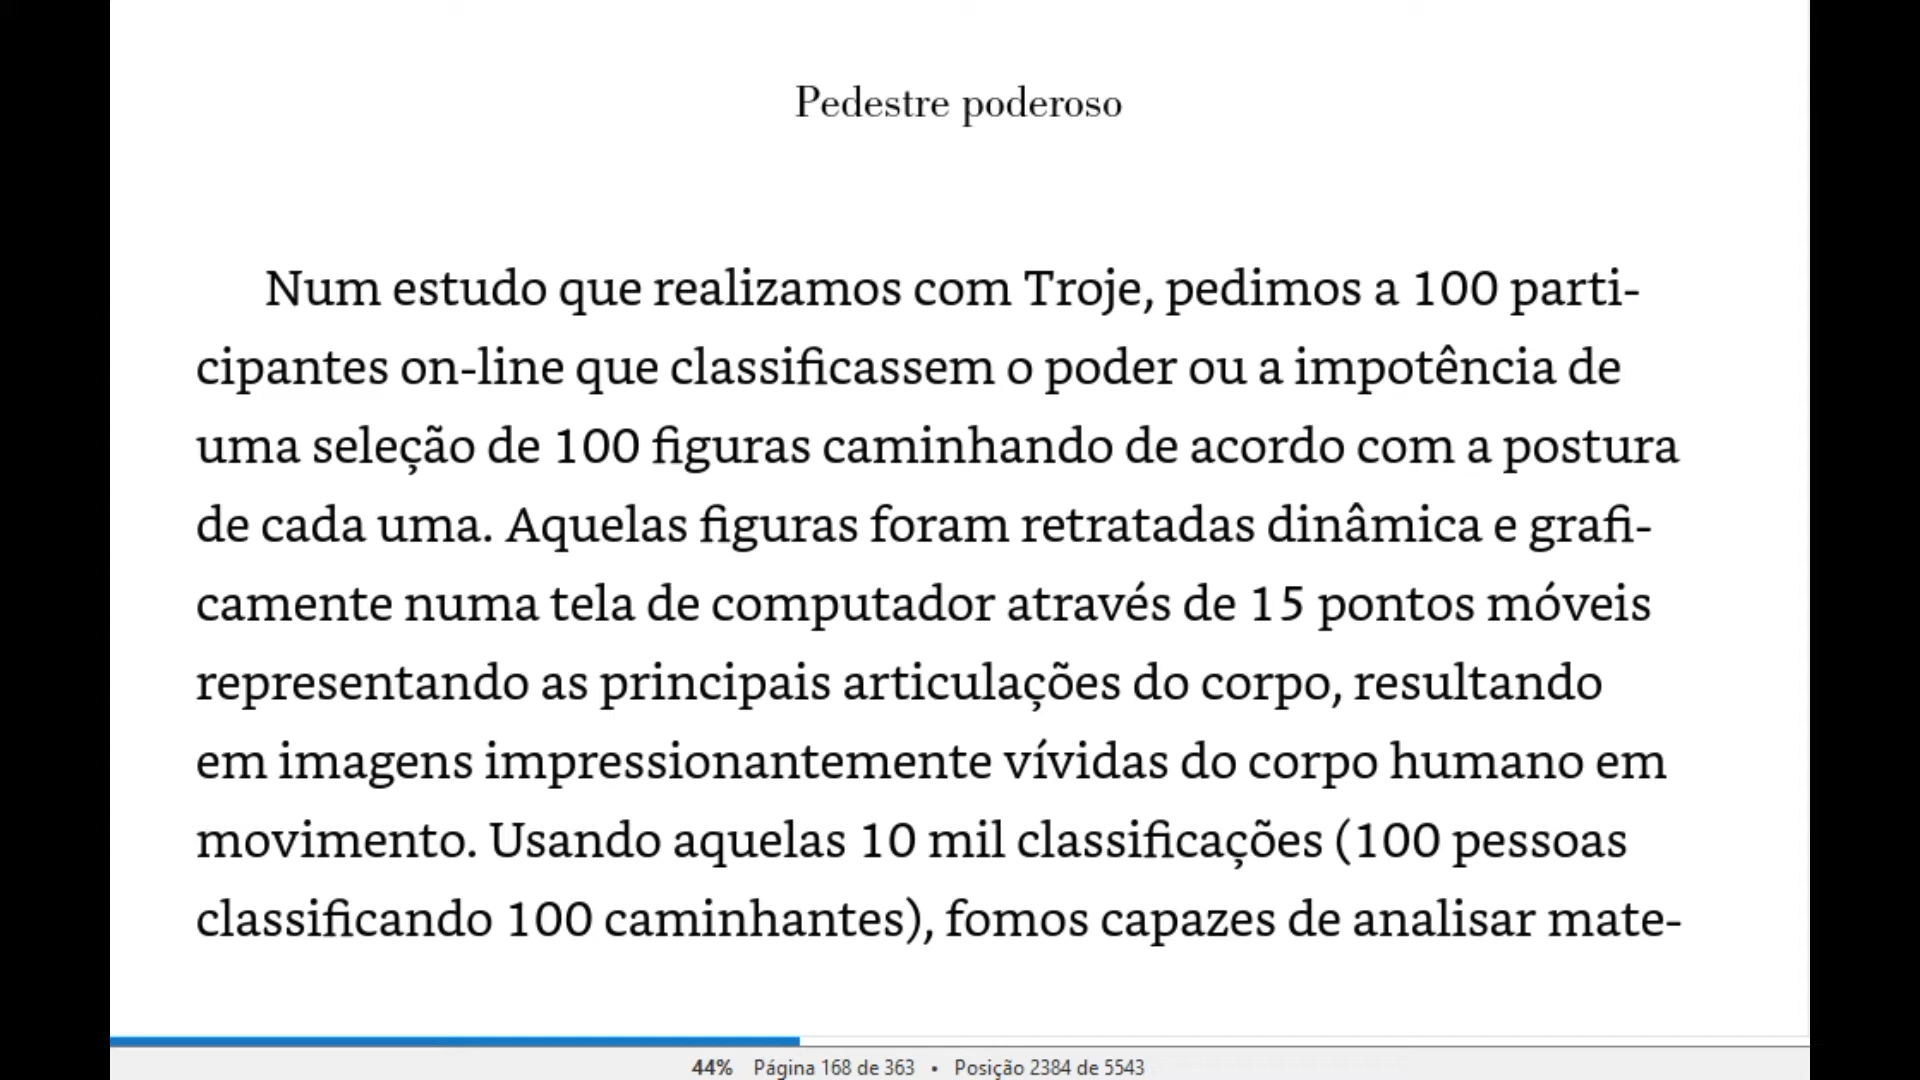 Pedestre poderoso
Num estudo que realizamos com Troje, pedimos a 100 parti-
cipantes on-line que classificassem o poder ou a impotência de
uma seleção de 100 figuras caminhando de acordo com a postura
de cada uma. Aquelas figuras foram retratadas dinâmica e grafi-
camente numa tela de computador através de 15 pontos móveis
representando as principais articulações do corpo, resultando
em imagens impressionantemente vívidas do corpo humano em
movimento. Usando aquelas 10 mil classificações (100 pessoas
classificando 100 caminhantes), fomos capazes de analisar mate-
44% Página 168 de 363 • Posição 2384 de 5543